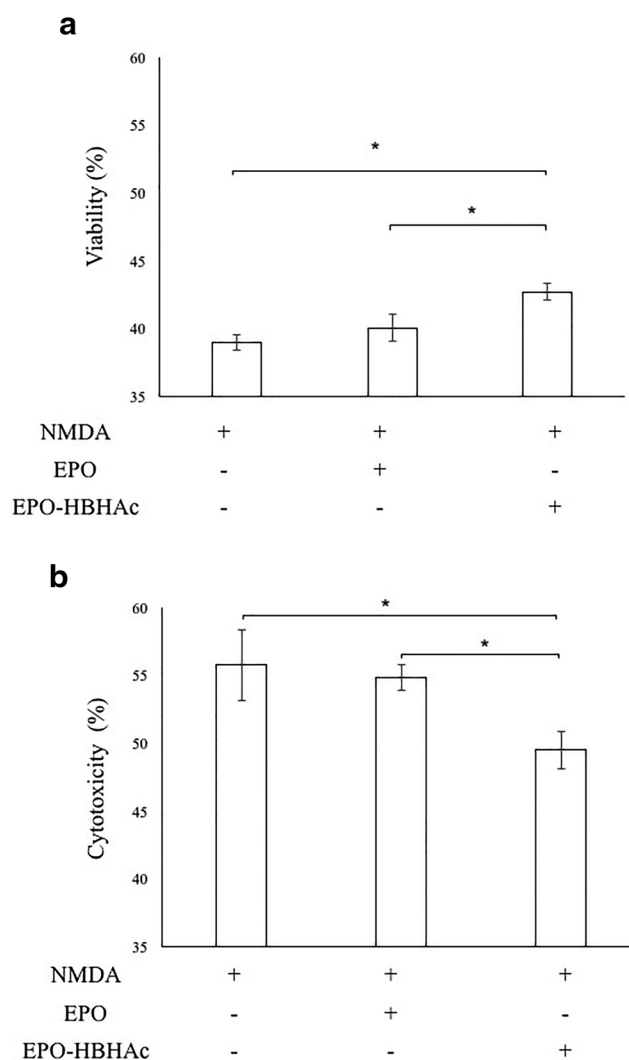 a
60
55
50
45
40
35
Viability (%)
*
*
NMDA + + +
EPO - + -
EPO-HBHAc - - +
b
60
55
50
45
40
35
Cytotoxicity (%)
*
*
NMDA + + +
EPO - + -
EPO-HBHAc - - +